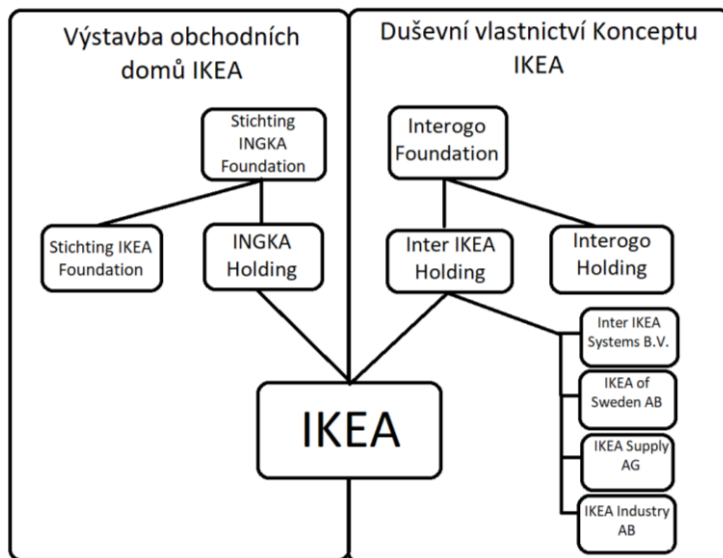 Výstavba obchodních
domů IKEA
Duševní vlastnictví Konceptu
IKEA
Stichting
INGKA
Foundation
Interogo
Foundation
Stichting IKEA
Foundation
INGKA
Holding
Inter IKEA
Holding
Interogo
Holding
Inter IKEA
Systems B.V.
IKEA of
Sweden AB
IKEA Supply
AG
IKEA Industry
AB
IKEA